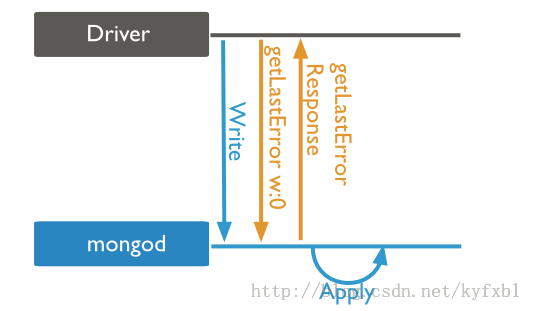 Driver
Write
getLastError w:0
getLastError
Response
mongod
Apply
http://blog.csdn.net/kyfxbl